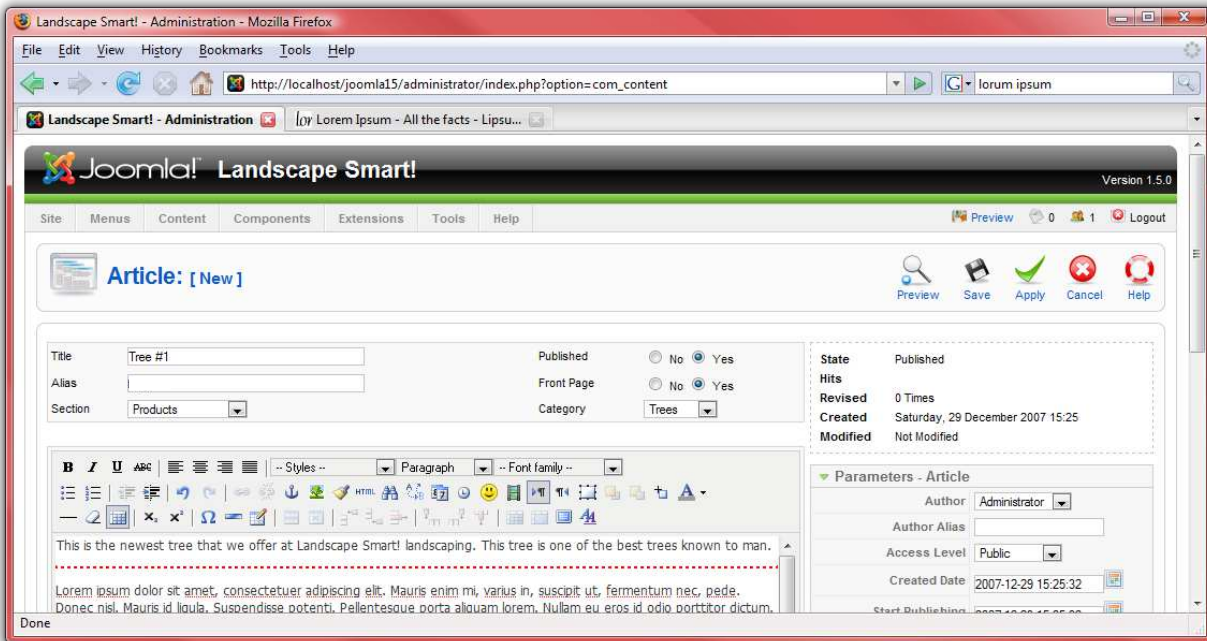 Landscape Smart! - Administration - Mozilla Firefox
File Edit View History Bookmarks Tools Help
http://localhost/joomla15/administrator/index.php?option=com_content G lorum ipsum
Landscape Smart! - Administration lor Lorem Ipsum - All the facts - Lipsu...
Joomla! Landscape Smart!
Version 1.5.0
Site Menus Content Components Extensions Tools Help Preview 0 1 Logout
Article: [ New ]
Preview Save Apply Cancel Help
Title Tree #1 Published No Yes
Alias Front Page No Yes
Section Products Category Trees
State Published
Hits
Revised 0 Times
Created Saturday, 29 December 2007 15:25
Modified Not Modified
B I U ABC -- Styles -- Paragraph -- Font family --
HTML
This is the newest tree that we offer at Landscape Smart! landscaping. This tree is one of the best trees known to man.
Lorem ipsum dolor sit amet, consectetuer adipiscing elit. Mauris enim mi, varius in, suscipit ut, fermentum nec, pede.
Donec nisl. Mauris id ligula. Suspendisse potenti. Pellentesque porta aliquam lorem. Nullam eu eros id odio porttitor dictum.
Parameters - Article
Author Administrator
Author Alias
Access Level Public
Created Date 2007-12-29 15:25:32
Start Publishing
Done